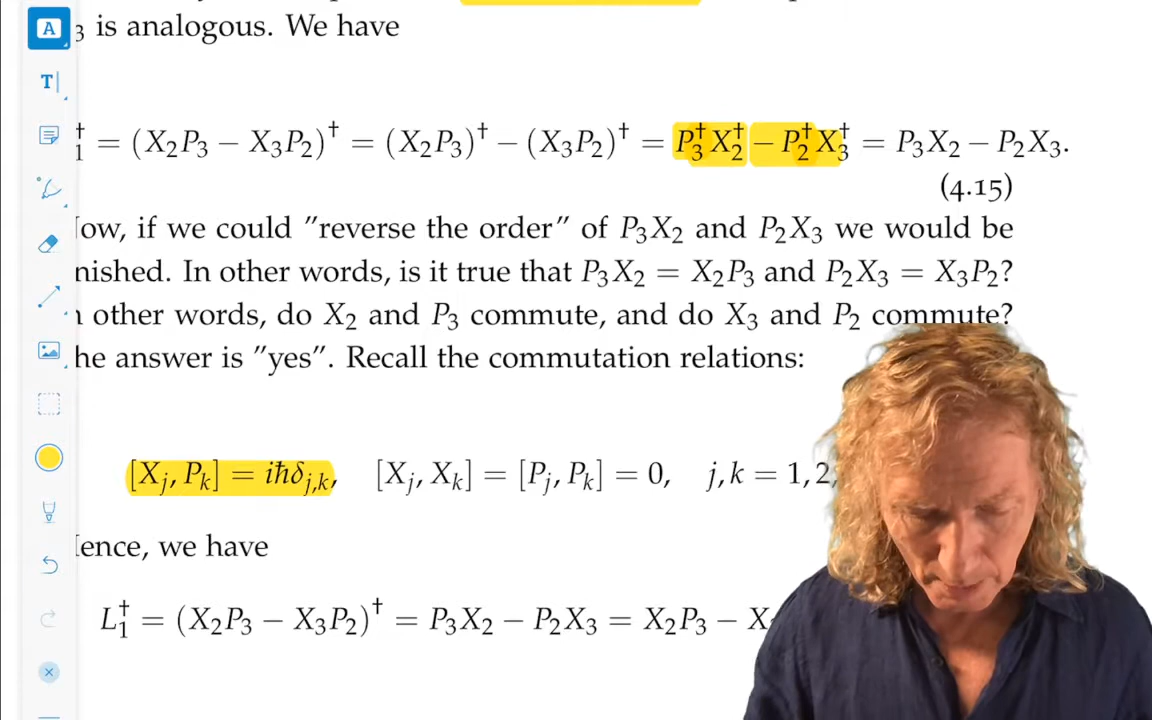 3 is analogous. We have
† 1 = (X₂P₃ − X₃P₂)† = (X₂P₃)† − (X₃P₂)† = P₃†X₂† − P₂†X₃† = P₃X₂ − P₂X₃.
(4.15)
ow, if we could "reverse the order" of P₃X₂ and P₂X₃ we would be
nished. In other words, is it true that P₃X₂ = X₂P₃ and P₂X₃ = X₃P₂?
other words, do X₂ and P₃ commute, and do X₃ and P₂ commute?
he answer is "yes". Recall the commutation relations:
[Xⱼ, Pₖ] = iħδⱼ,ₖ, [Xⱼ, Xₖ] = [Pⱼ, Pₖ] = 0, j, k = 1, 2,
ence, we have
L₁† = (X₂P₃ − X₃P₂)† = P₃X₂ − P₂X₃ = X₂P₃ − X